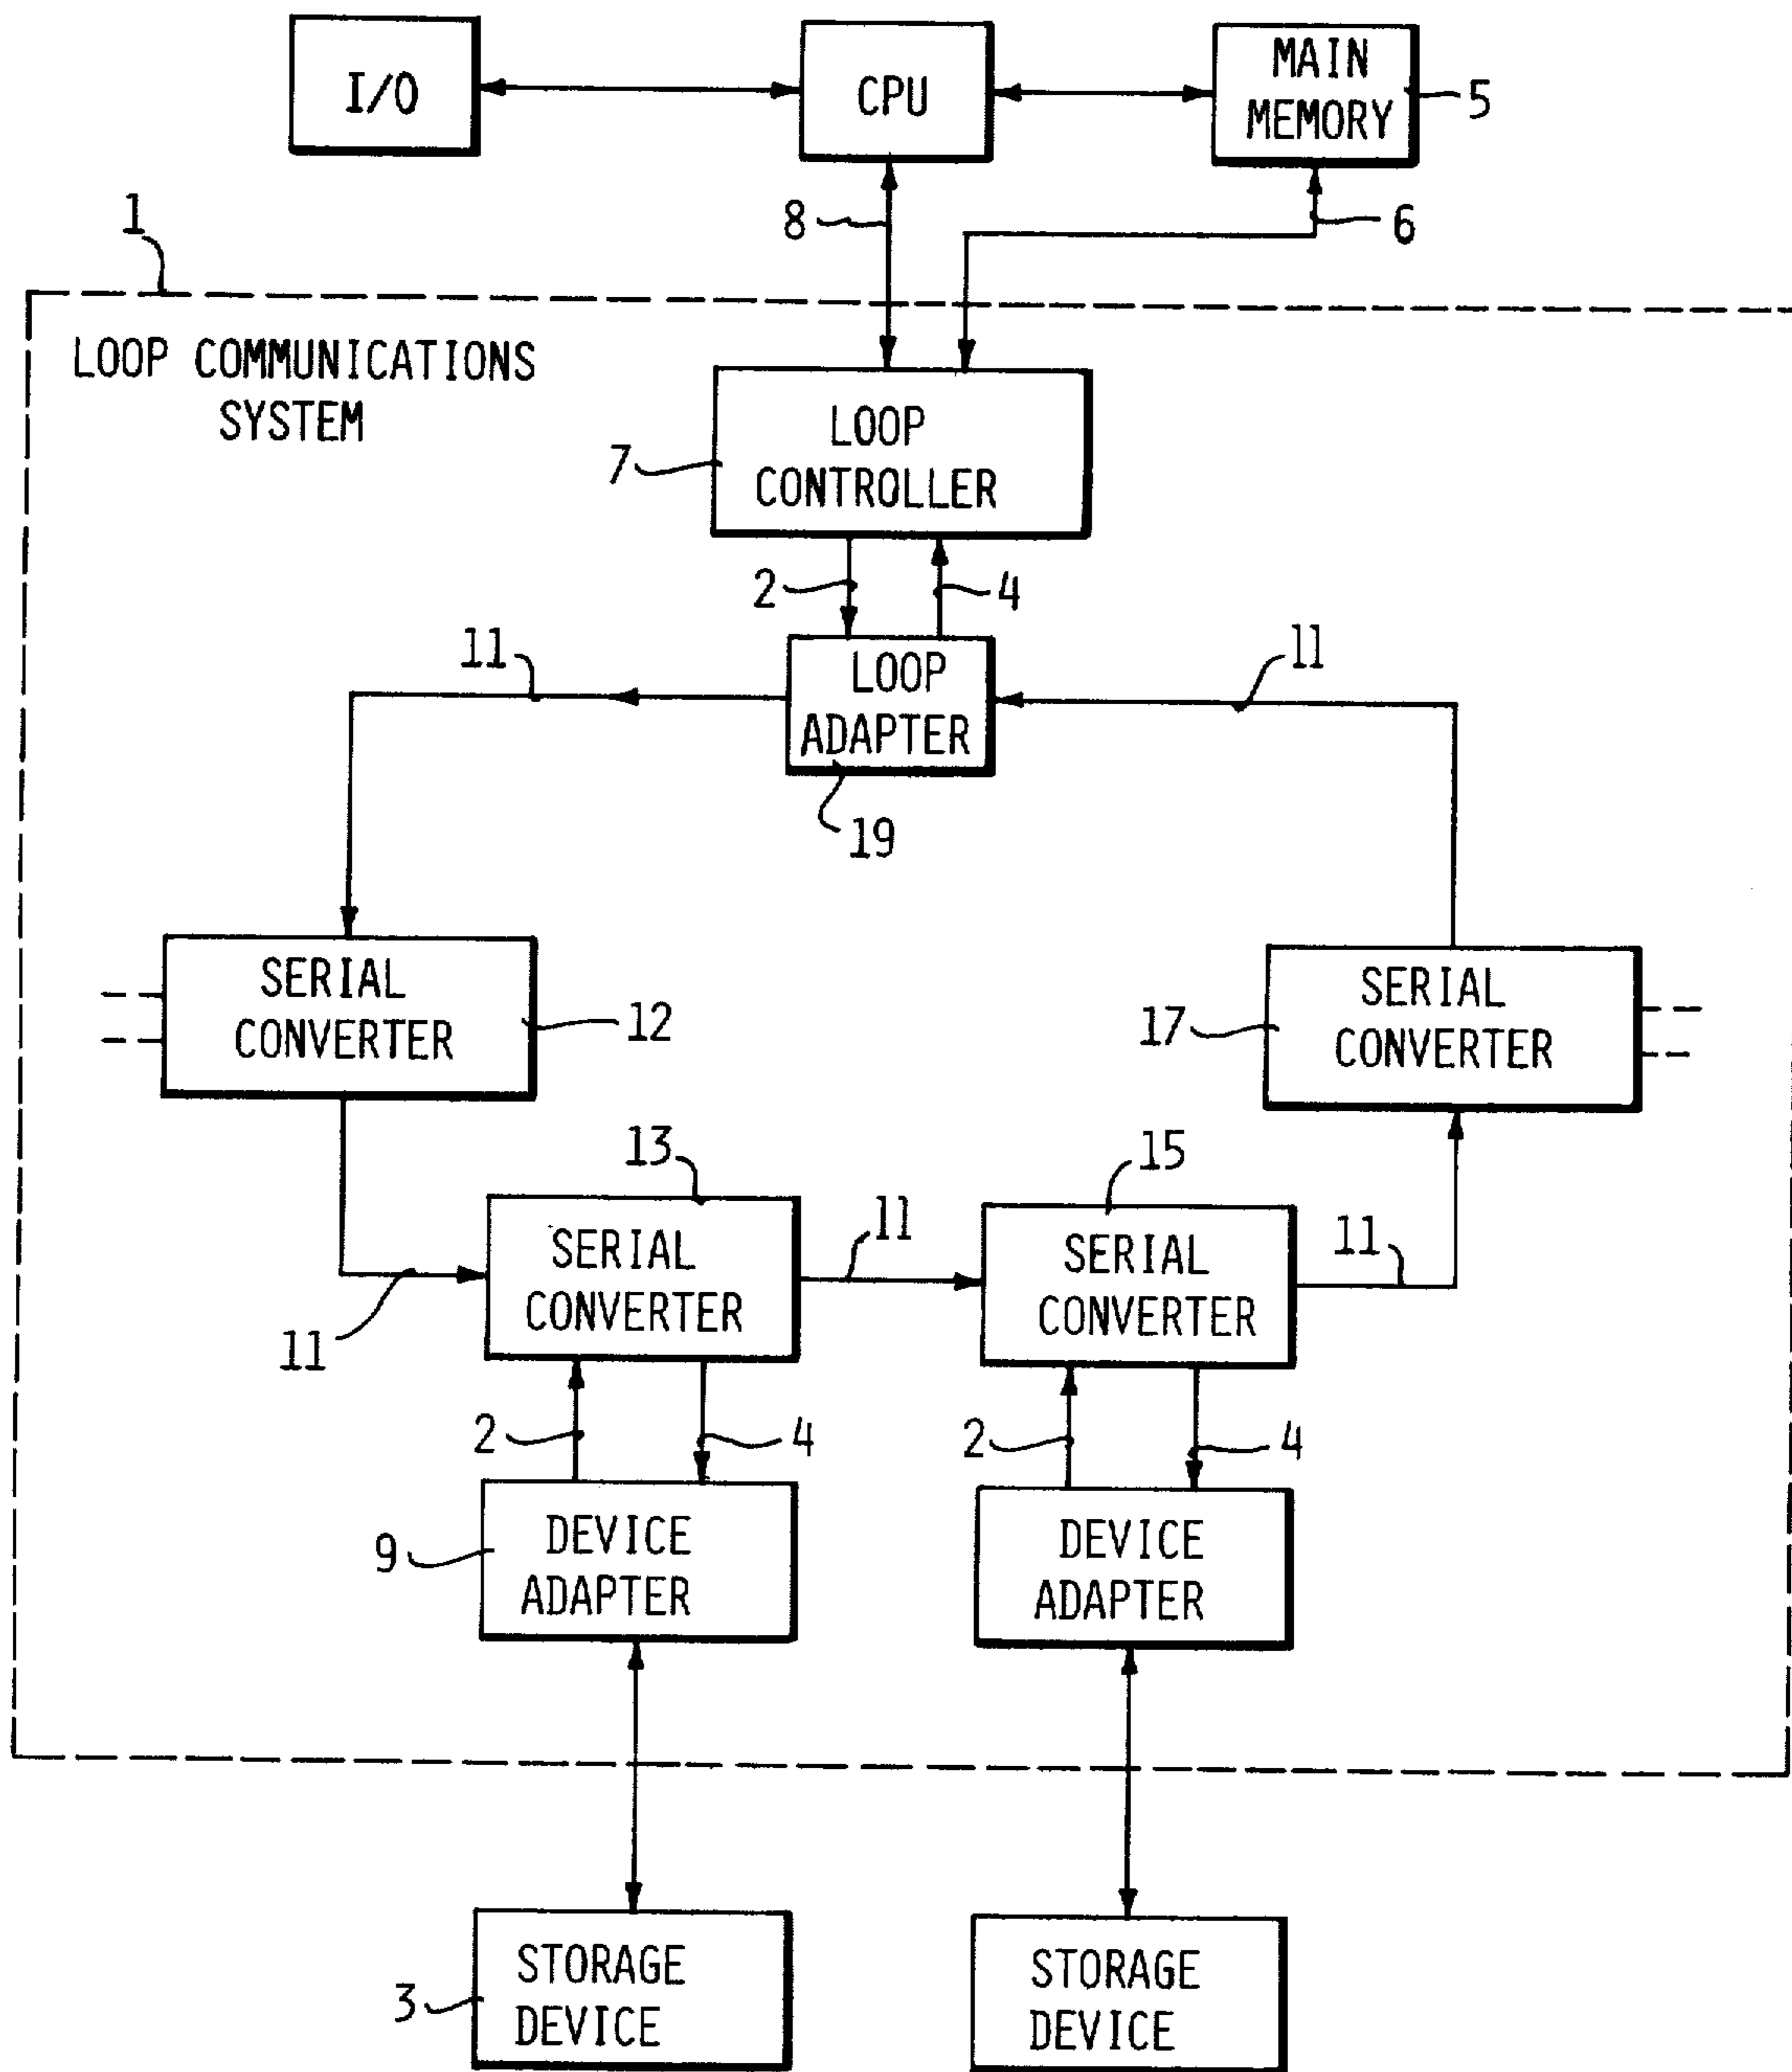 I/O
CPU
MAIN
MEMORY
5
8
6
1
LOOP COMMUNICATIONS
SYSTEM
7
LOOP
CONTROLLER
2
4
11
LOOP
ADAPTER
11
19
SERIAL
CONVERTER
12
17
SERIAL
CONVERTER
13
15
SERIAL
CONVERTER
11
SERIAL
CONVERTER
11
11
2
4
2
4
9
DEVICE
ADAPTER
DEVICE
ADAPTER
3
STORAGE
DEVICE
STORAGE
DEVICE